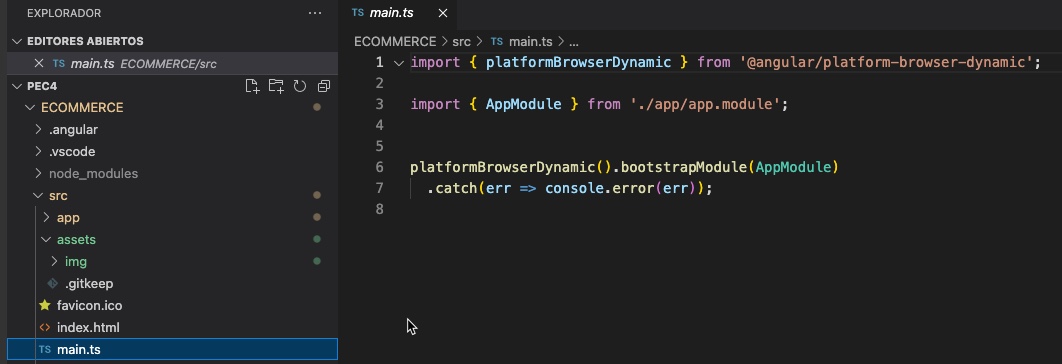 EXPLORADOR ...
EDITORES ABIERTOS
TS main.ts ECOMMERCE/src
PEC4
ECOMMERCE
.angular
.vscode
node_modules
src
app
assets
img
.gitkeep
favicon.ico
<> index.html
TS main.ts
TS main.ts
ECOMMERCE > src > TS main.ts > ...
1 import { platformBrowserDynamic } from '@angular/platform-browser-dynamic';
2
3 import { AppModule } from './app/app.module';
4
5
6 platformBrowserDynamic().bootstrapModule(AppModule)
7 .catch(err => console.error(err));
8